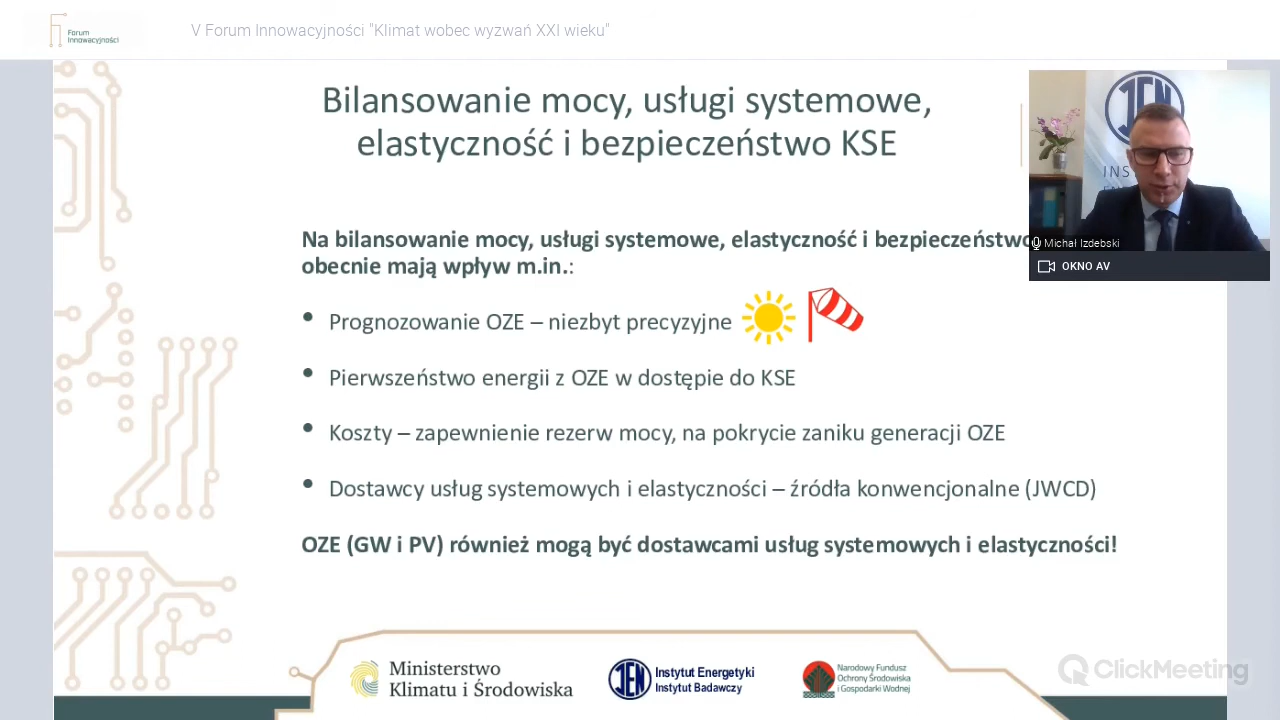 Forum
Innowacyjności
V Forum Innowacyjności "Klimat wobec wyzwań XXI wieku"
Bilansowanie mocy, usługi systemowe,
elastyczność i bezpieczeństwo KSE
IEN
INS
Michał Izdebski
OKNO AV
Na bilansowanie mocy, usługi systemowe, elastyczność i bezpieczeństwo
obecnie mają wpływ m.in.:
• Prognozowanie OZE – niezbyt precyzyjne
• Pierwszeństwo energii z OZE w dostępie do KSE
• Koszty – zapewnienie rezerw mocy, na pokrycie zaniku generacji OZE
• Dostawcy usług systemowych i elastyczności – źródła konwencjonalne (JWCD)
OZE (GW i PV) również mogą być dostawcami usług systemowych i elastyczności!
Ministerstwo
Klimatu i Środowiska
IEN
Instytut Energetyki
Instytut Badawczy
Narodowy Fundusz
Ochrony Środowiska
i Gospodarki Wodnej
ClickMeeting